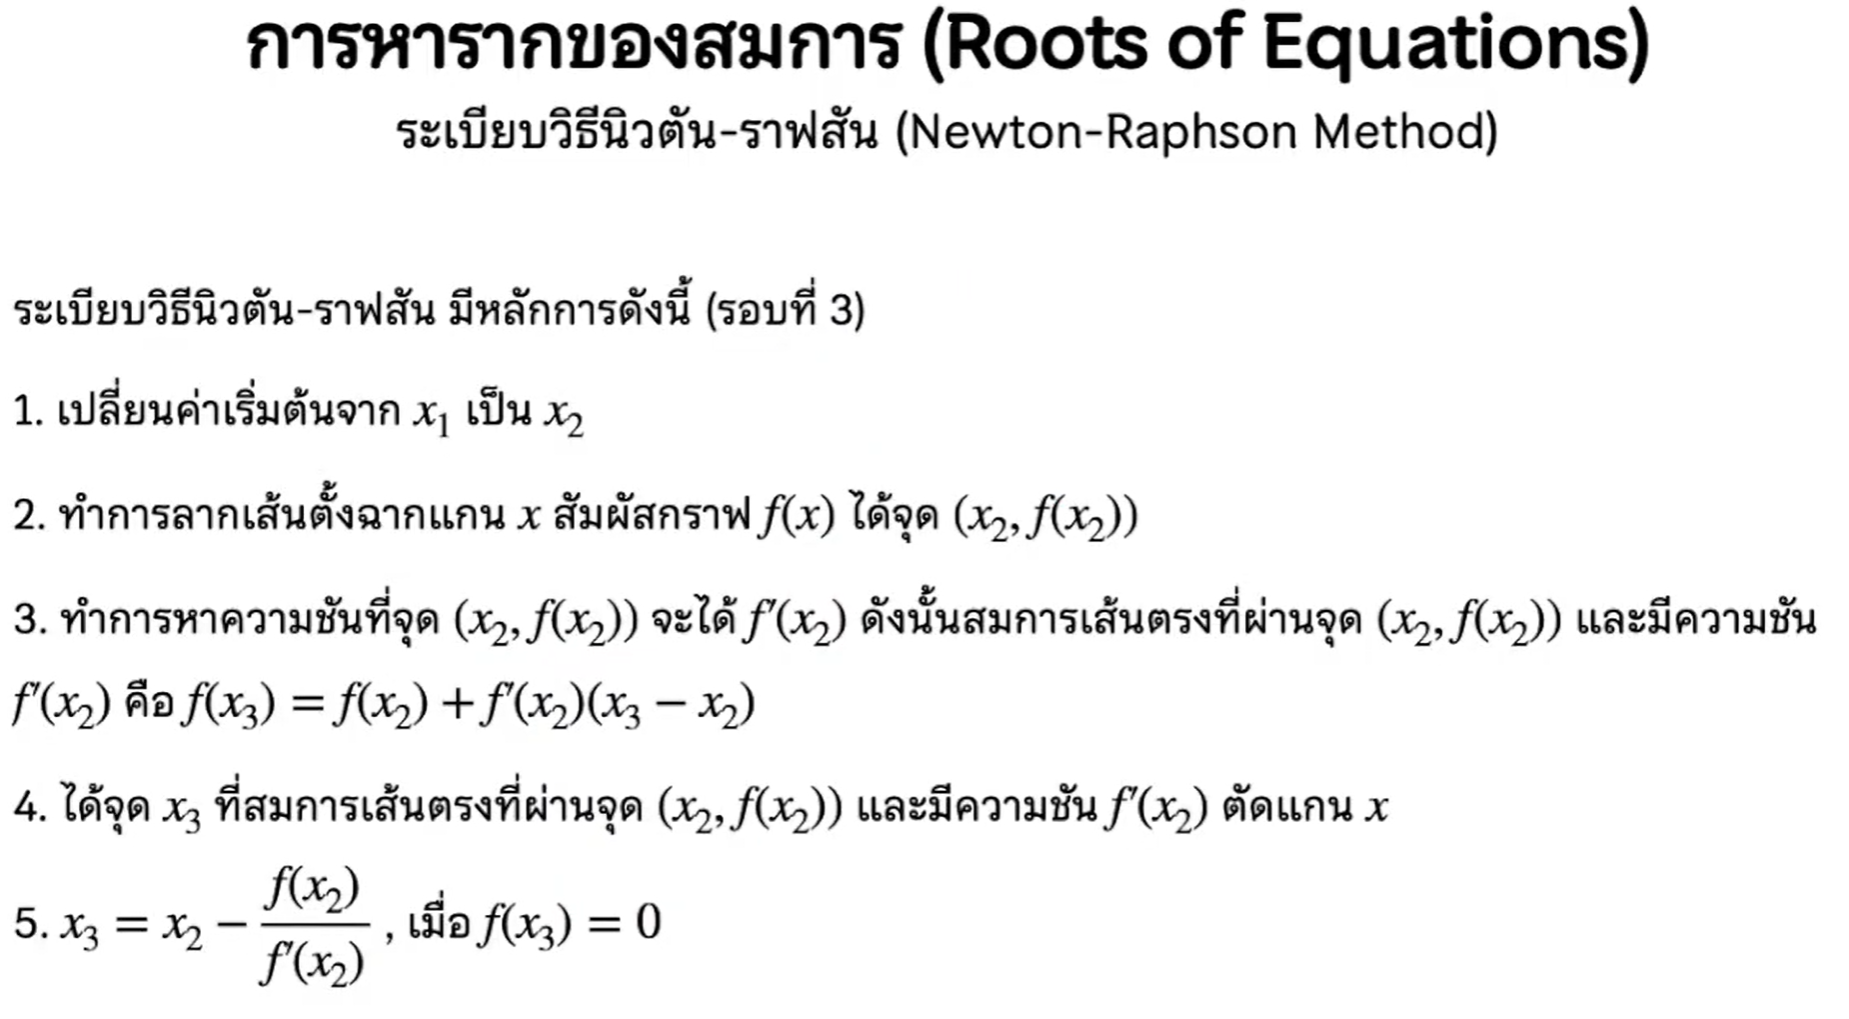 การหารากของสมการ (Roots of Equations)
ระเบียบวิธีนิวตัน-ราฟสัน (Newton-Raphson Method)
ระเบียบวิธีนิวตัน-ราฟสัน มีหลักการดังนี้ (รอบที่ 3)
1. เปลี่ยนค่าเริ่มต้นจาก x₁ เป็น x₂
2. ทำการลากเส้นตั้งฉากแกน x สัมผัสกราฟ f(x) ได้จุด (x₂, f(x₂))
3. ทำการหาความชันที่จุด (x₂, f(x₂)) จะได้ f′(x₂) ดังนั้นสมการเส้นตรงที่ผ่านจุด (x₂, f(x₂)) และมีความชัน
f′(x₂) คือ f(x₃) = f(x₂) + f′(x₂)(x₃ − x₂)
4. ได้จุด x₃ ที่สมการเส้นตรงที่ผ่านจุด (x₂, f(x₂)) และมีความชัน f′(x₂) ตัดแกน x
5. x₃ = x₂ − f(x₂)/f′(x₂) , เมื่อ f(x₃) = 0